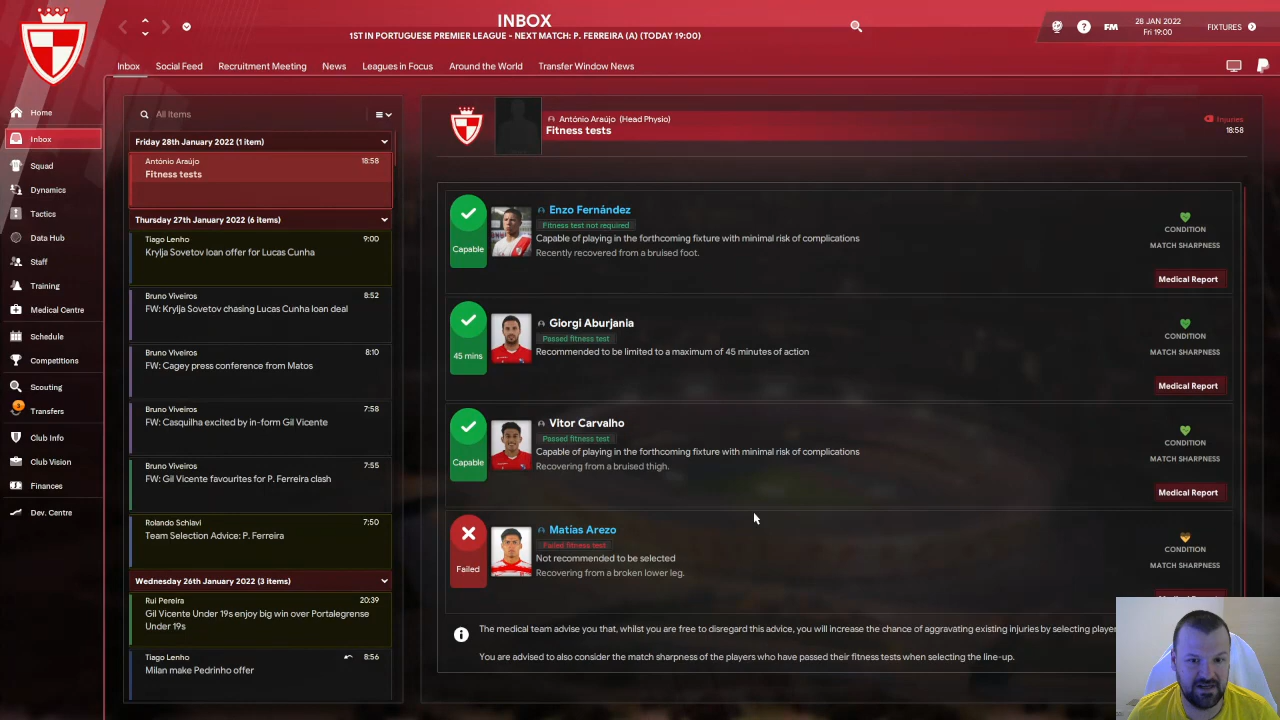 INBOX
1ST IN PORTUGUESE PREMIER LEAGUE - NEXT MATCH: P. FERREIRA (A) (TODAY 19:00)
FM
28 JAN 2022
Fri 19:00
FIXTURES
Inbox
Social Feed
Recruitment Meeting
News
Leagues in Focus
Around the World
Transfer Window News
Home
Inbox
Squad
Dynamics
Tactics
Data Hub
Staff
Training
Medical Centre
Schedule
Competitions
Scouting
3
Transfers
Club Info
Club Vision
Finances
Dev. Centre
All Items
Friday 28th January 2022 (1 item)
António Araújo 18:58
Fitness tests
Thursday 27th January 2022 (6 items)
Tiago Lenho 9:00
Krylja Sovetov loan offer for Lucas Cunha
Bruno Viveiros 8:52
FW: Krylja Sovetov chasing Lucas Cunha loan deal
Bruno Viveiros 8:10
FW: Cagey press conference from Matos
Bruno Viveiros 7:58
FW: Casquilha excited by in-form Gil Vicente
Bruno Viveiros 7:55
FW: Gil Vicente favourites for P. Ferreira clash
Rolando Schiavi 7:50
Team Selection Advice: P. Ferreira
Wednesday 26th January 2022 (3 items)
Rui Pereira 20:39
Gil Vicente Under 19s enjoy big win over Portalegrense
Under 19s
Tiago Lenho 8:56
Milan make Pedrinho offer
António Araújo (Head Physio)
Fitness tests
Injuries
18:58
Capable
Enzo Fernández
Fitness test not required
Capable of playing in the forthcoming fixture with minimal risk of complications
Recently recovered from a bruised foot.
CONDITION
MATCH SHARPNESS
Medical Report
45 mins
Giorgi Aburjania
Passed fitness test
Recommended to be limited to a maximum of 45 minutes of action
CONDITION
MATCH SHARPNESS
Medical Report
Capable
Vitor Carvalho
Passed fitness test
Capable of playing in the forthcoming fixture with minimal risk of complications
Recovering from a bruised thigh.
CONDITION
MATCH SHARPNESS
Medical Report
Failed
Matías Arezo
Failed fitness test
Not recommended to be selected
Recovering from a broken lower leg.
CONDITION
MATCH SHARPNESS
The medical team advise you that, whilst you are free to disregard this advice, you will increase the chance of aggravating existing injuries by selecting
You are advised to also consider the match sharpness of the players who have passed their fitness tests when selecting the line-up.